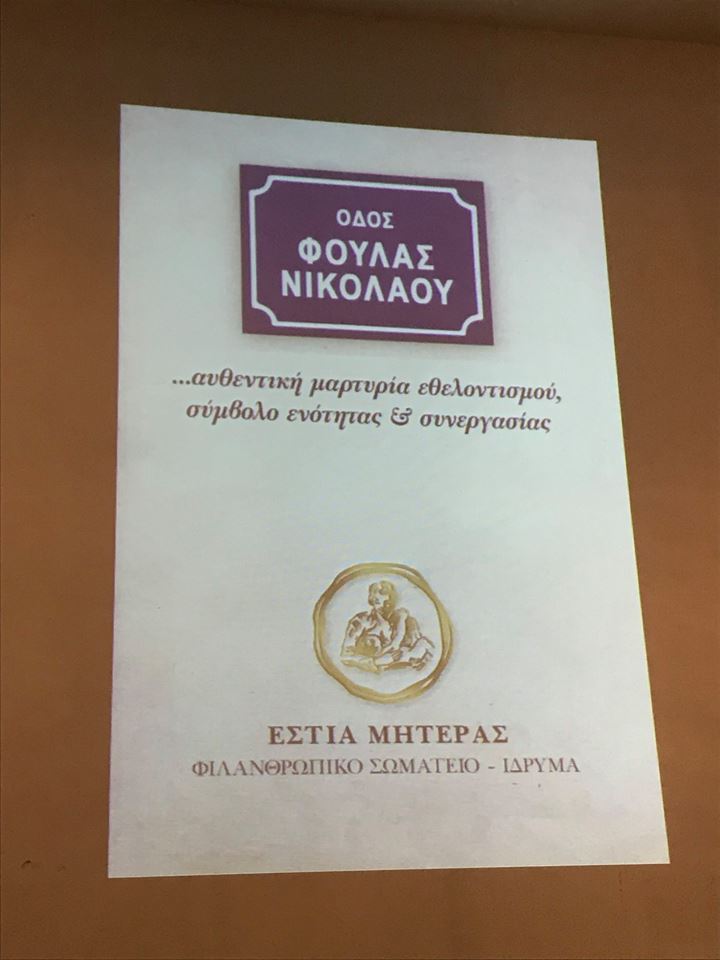 ΟΔΟΣ
ΦΟΥΛΑΣ
ΝΙΚΟΛΑΟΥ
...αυθεντική μαρτυρία εθελοντισμού,
σύμβολο ενότητας & συνεργασίας
ΕΣΤΙΑ ΜΗΤΕΡΑΣ
ΦΙΛΑΝΘΡΩΠΙΚΟ ΣΩΜΑΤΕΙΟ - ΙΔΡΥΜΑ